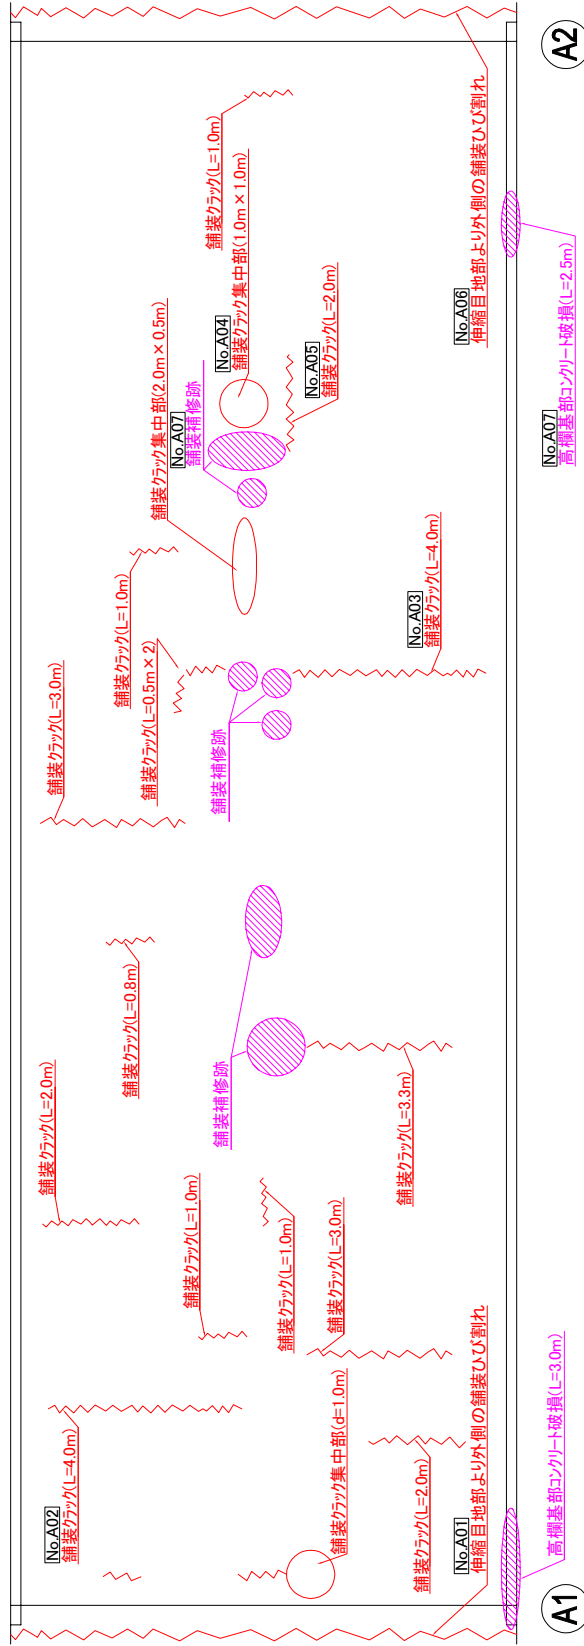 A1
No.A01
伸縮目地部より外側の舗装ひび割れ
No.A02
舗装クラック(L=4.0m)
舗装クラック集中部(d=1.0m)
舗装クラック(L=2.0m)
高欄基部コンクリート破損(L=3.0m)
舗装クラック(L=2.0m)
舗装クラック(L=1.0m)
舗装クラック(L=1.0m)
舗装クラック(L=3.0m)
舗装クラック(L=0.8m)
舗装補修跡
舗装クラック(L=3.3m)
舗装クラック(L=3.0m)
舗装クラック(L=1.0m)
舗装クラック(L=0.5m×2)
舗装補修跡
No.A03
舗装クラック(L=4.0m)
舗装クラック集中部(2.0m×0.5m)
No.A07
舗装補修跡
No.A04
舗装クラック集中部(1.0m×1.0m)
舗装クラック(L=1.0m)
No.A05
舗装クラック(L=2.0m)
No.A06
伸縮目地部より外側の舗装ひび割れ
No.A07
高欄基部コンクリート破損(L=2.5m)
A2